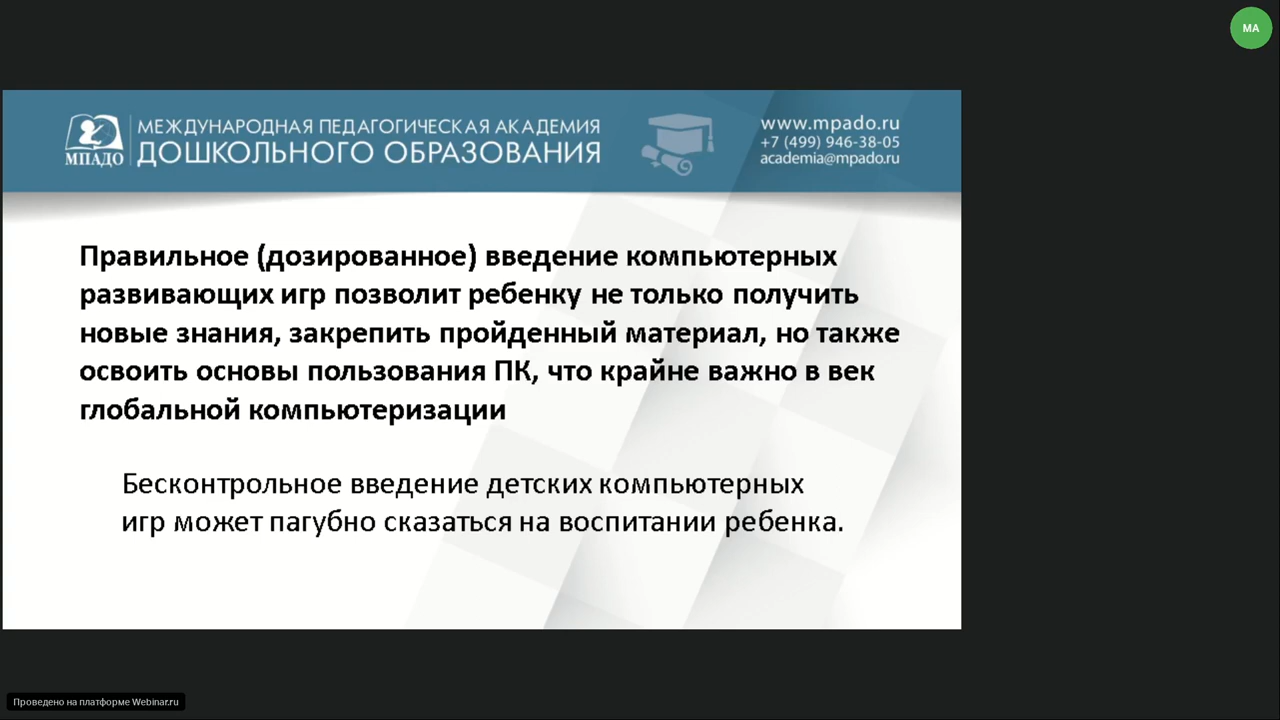 МА
МПАДО
МЕЖДУНАРОДНАЯ ПЕДАГОГИЧЕСКАЯ АКАДЕМИЯ
ДОШКОЛЬНОГО ОБРАЗОВАНИЯ
www.mpado.ru
+7 (499) 946-38-05
academia@mpado.ru
Правильное (дозированное) введение компьютерных
развивающих игр позволит ребенку не только получить
новые знания, закрепить пройденный материал, но также
освоить основы пользования ПК, что крайне важно в век
глобальной компьютеризации
Бесконтрольное введение детских компьютерных
игр может пагубно сказаться на воспитании ребенка.
Проведено на платформе Webinar.ru